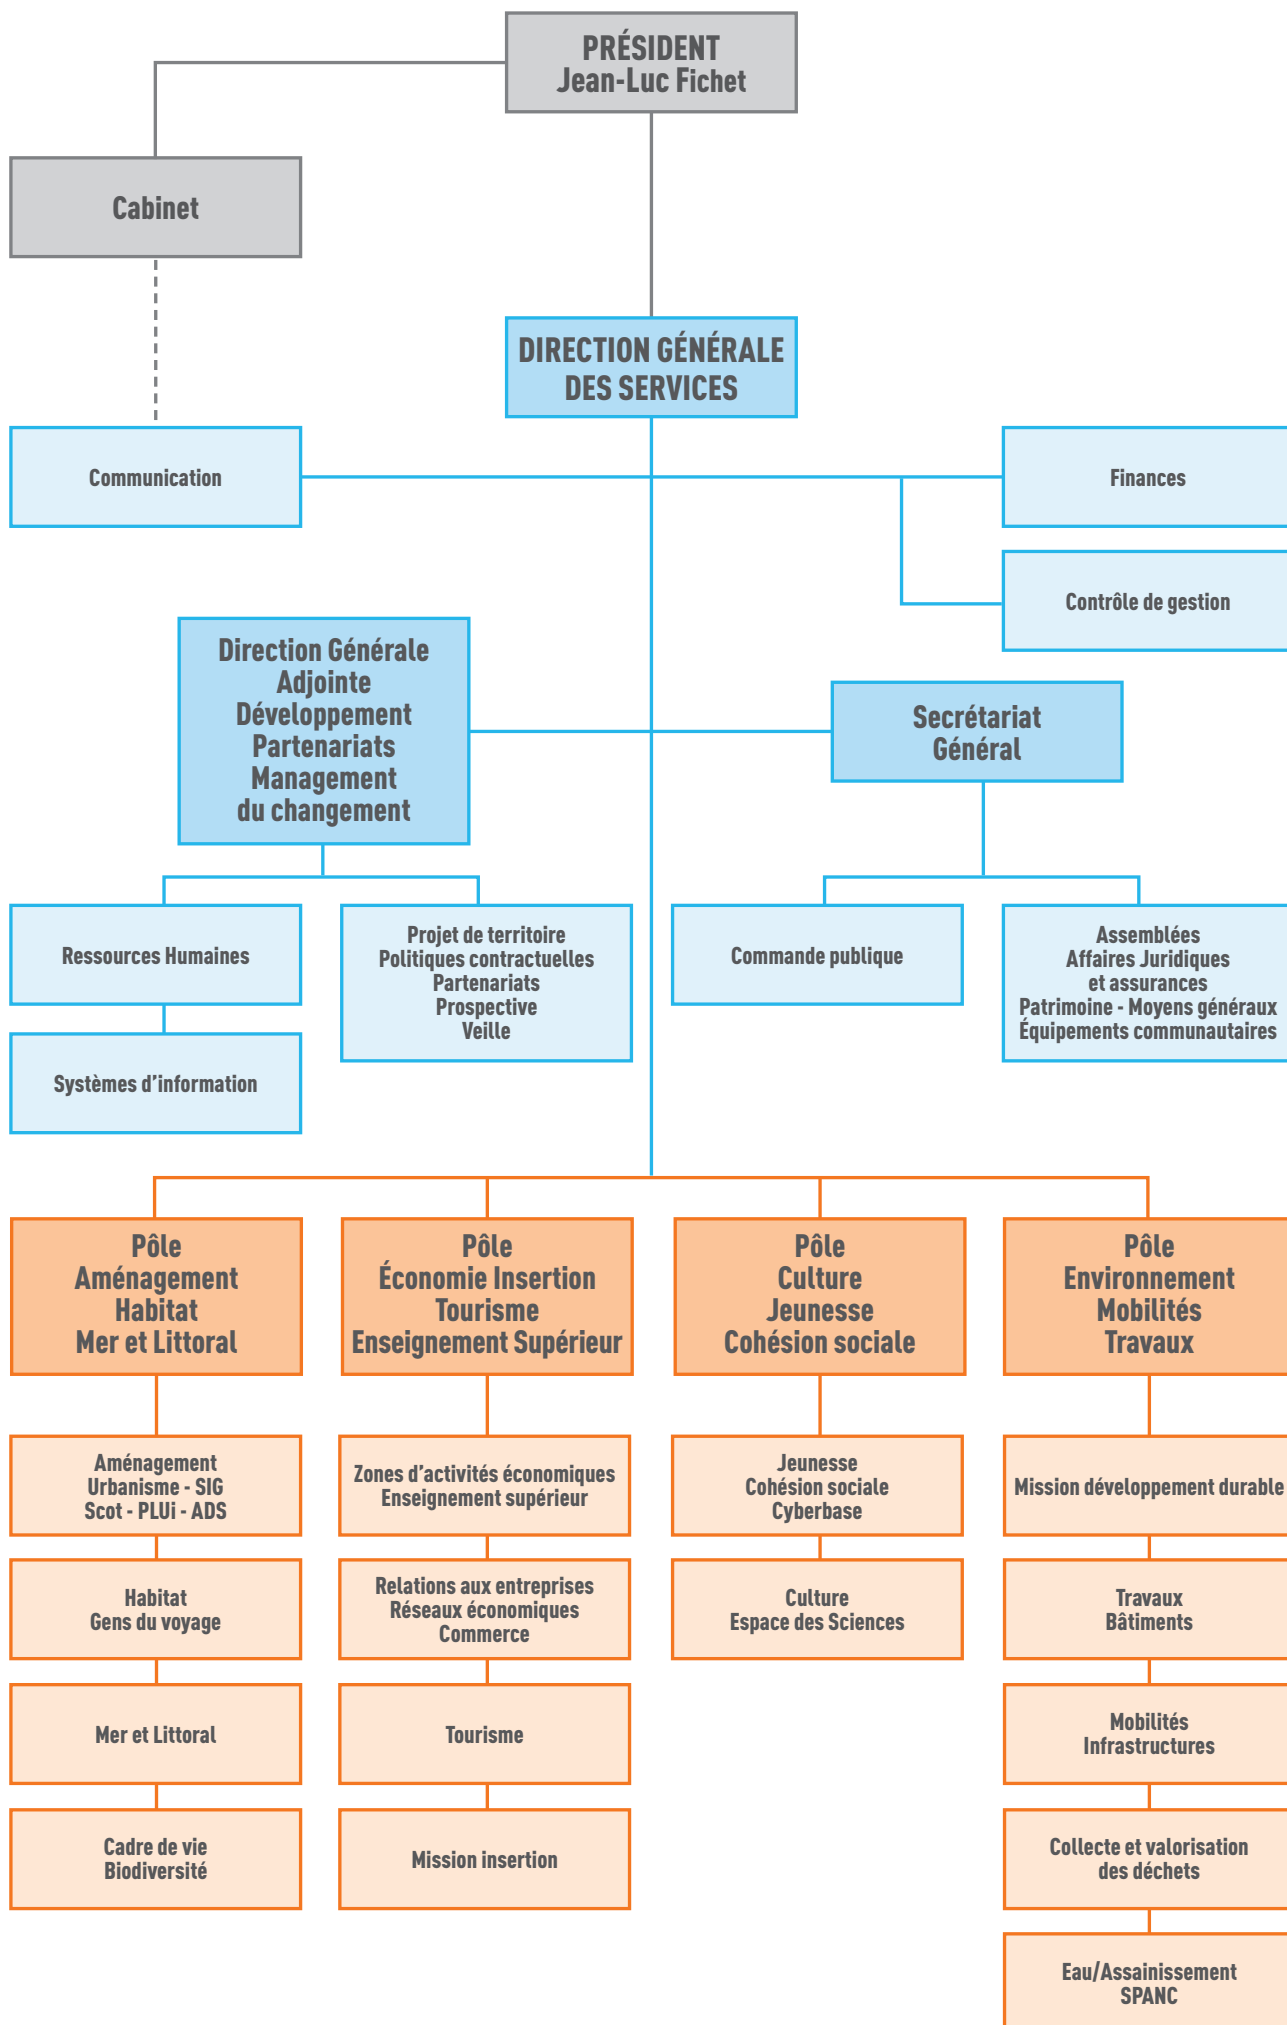 PRÉSIDENT
Jean-Luc Fichet
Cabinet
DIRECTION GÉNÉRALE
DES SERVICES
Communication
Finances
Contrôle de gestion
Direction Générale
Adjointe
Développement
Partenariats
Management
du changement
Secrétariat
Général
Ressources Humaines
Projet de territoire
Politiques contractuelles
Partenariats
Prospective
Veille
Commande publique
Assemblées
Affaires Juridiques
et assurances
Patrimoine - Moyens généraux
Équipements communautaires
Systèmes d'information
Pôle
Aménagement
Habitat
Mer et Littoral
Pôle
Économie Insertion
Tourisme
Enseignement Supérieur
Pôle
Culture
Jeunesse
Cohésion sociale
Pôle
Environnement
Mobilités
Travaux
Aménagement
Urbanisme - SIG
Scot - PLUi - ADS
Zones d'activités économiques
Enseignement supérieur
Jeunesse
Cohésion sociale
Cyberbase
Mission développement durable
Habitat
Gens du voyage
Relations aux entreprises
Réseaux économiques
Commerce
Culture
Espace des Sciences
Travaux
Bâtiments
Mer et Littoral
Tourisme
Mobilités
Infrastructures
Cadre de vie
Biodiversité
Mission insertion
Collecte et valorisation
des déchets
Eau/Assainissement
SPANC